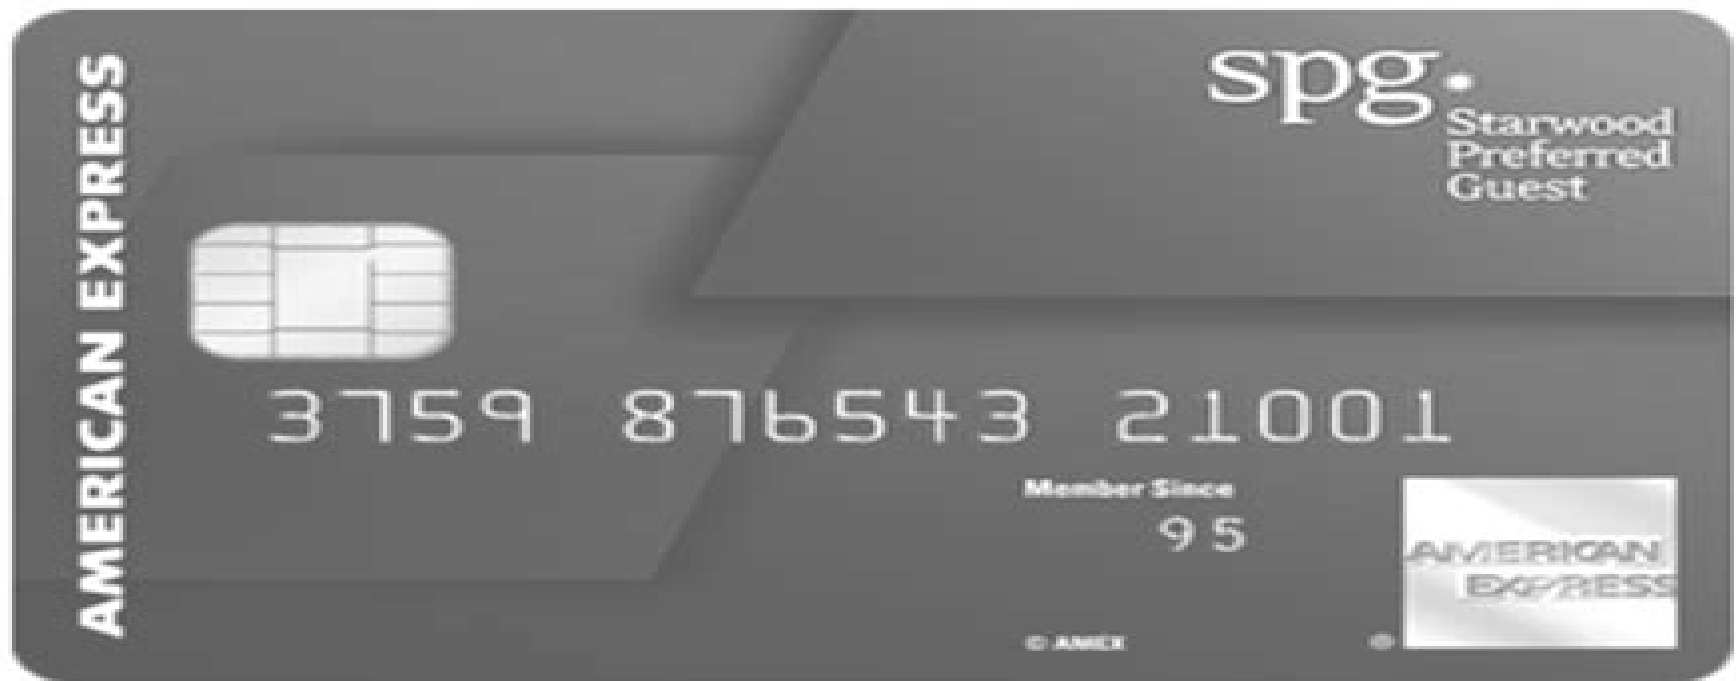 AMERICAN EXPRESS
spg.
Starwood
Preferred
Guest
3759 876543 21001
Member Since
95
© AMEX
®
AMERICAN
EXPRESS